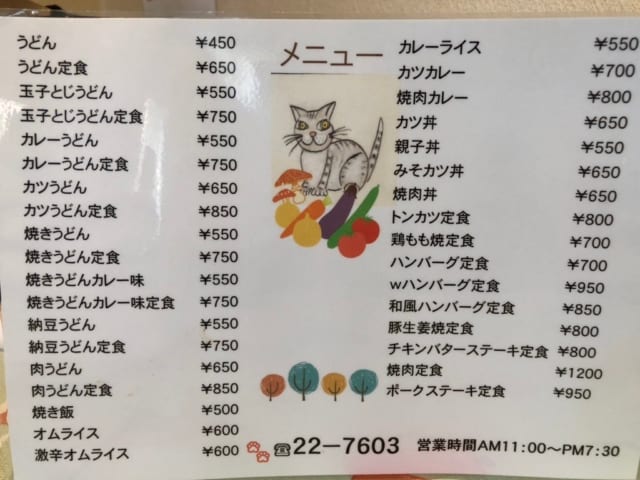 うどん ¥450
うどん定食 ¥650
玉子とじうどん ¥550
玉子とじうどん定食 ¥750
カレーうどん ¥550
カレーうどん定食 ¥750
カツうどん ¥650
カツうどん定食 ¥850
焼きうどん ¥550
焼きうどん定食 ¥750
焼きうどんカレー味 ¥550
焼きうどんカレー味定食 ¥750
納豆うどん ¥550
納豆うどん定食 ¥750
肉うどん ¥650
肉うどん定食 ¥850
焼き飯 ¥500
オムライス ¥600
激辛オムライス ¥600
メニュー
カレーライス ¥550
カツカレー ¥700
焼肉カレー ¥800
カツ丼 ¥650
親子丼 ¥550
みそカツ丼 ¥650
焼肉丼 ¥650
トンカツ定食 ¥800
鶏もも焼定食 ¥700
ハンバーグ定食 ¥700
wハンバーグ定食 ¥950
和風ハンバーグ定食 ¥850
豚生姜焼定食 ¥800
チキンバターステーキ定食 ¥800
焼肉定食 ¥1200
ポークステーキ定食 ¥950
☎22ー7603 営業時間AM11:00〜PM7:30